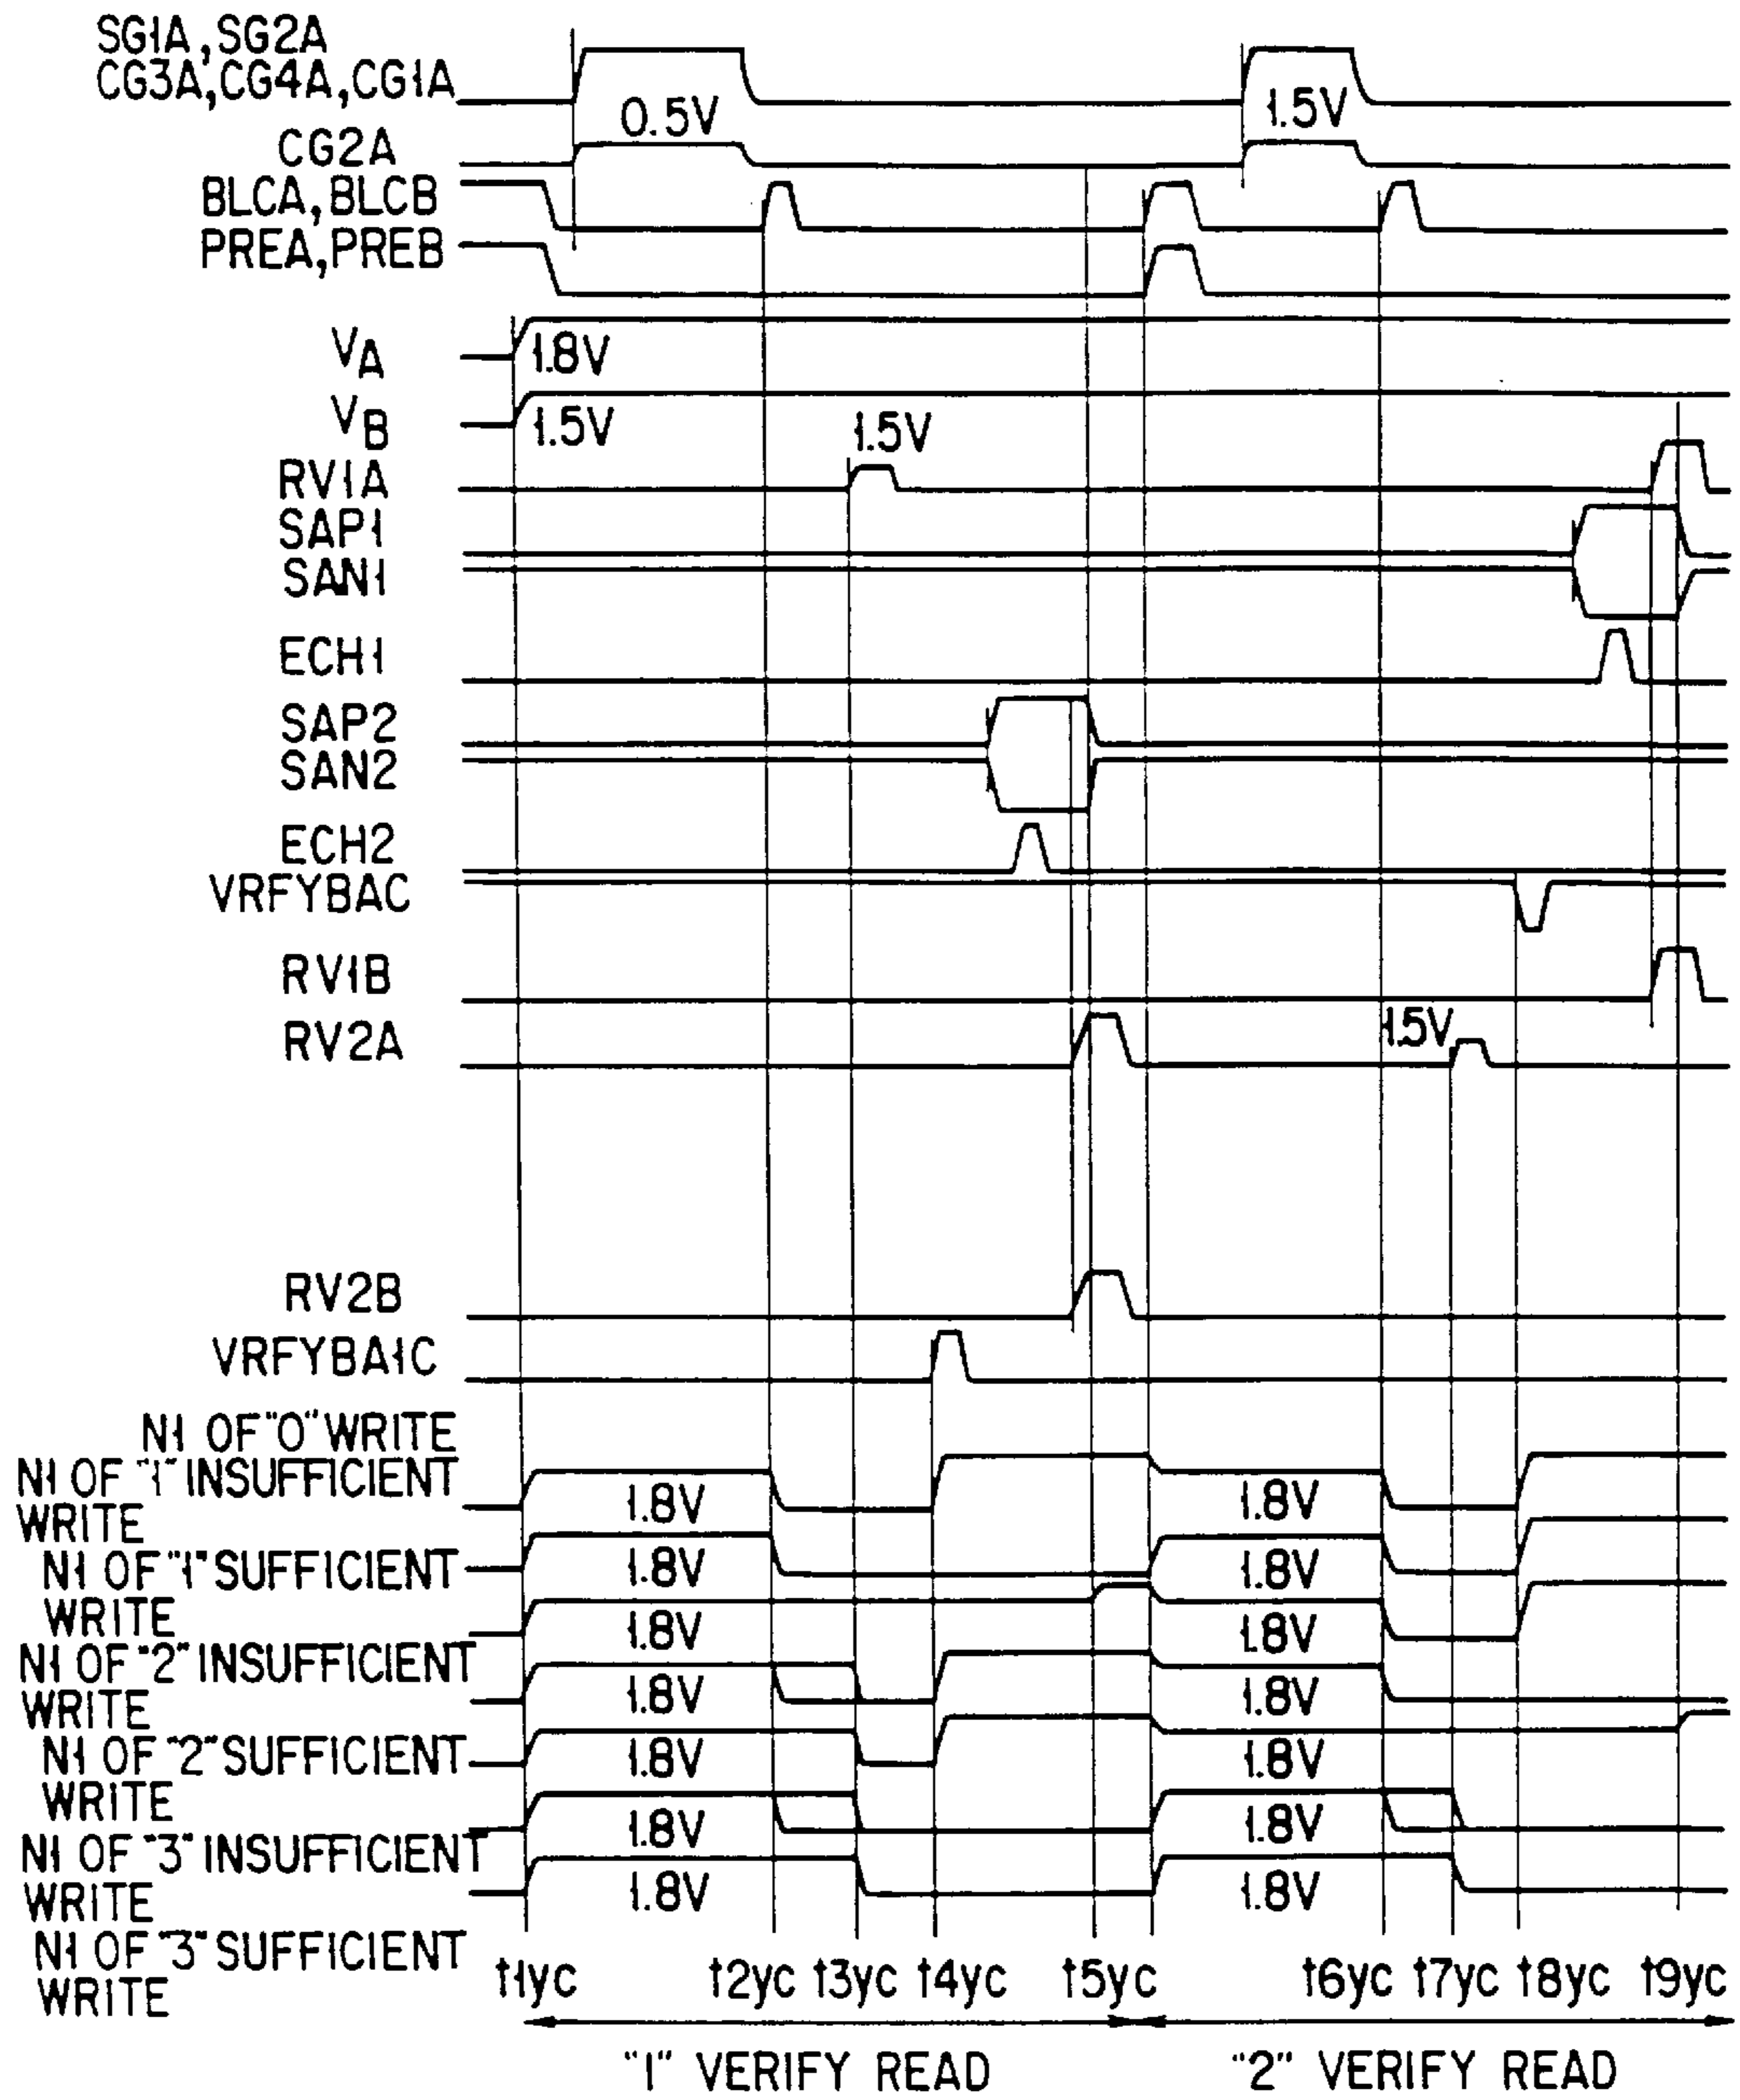 SG1A,SG2A
CG3A,CG4A,CG1A
0.5V
1.5V
CG2A
BLCA,BLCB
PREA,PREB
VA
1.8V
VB
1.5V
1.5V
RV1A
SAP1
SAN1
ECH1
SAP2
SAN2
ECH2
VRFYBAC
RV1B
1.5V
RV2A
RV2B
VRFYBA1C
N1 OF "0" WRITE
N1 OF "1" INSUFFICIENT
WRITE
1.8V
1.8V
N1 OF "1" SUFFICIENT
WRITE
1.8V
1.8V
1.8V
1.8V
N1 OF "2" INSUFFICIENT
WRITE
1.8V
1.8V
N1 OF "2" SUFFICIENT
WRITE
1.8V
1.8V
1.8V
1.8V
N1 OF "3" INSUFFICIENT
WRITE
1.8V
1.8V
N1 OF "3" SUFFICIENT
WRITE
t1yc t2yc t3yc t4yc t5yc t6yc t7yc t8yc t9yc
"1" VERIFY READ "2" VERIFY READ